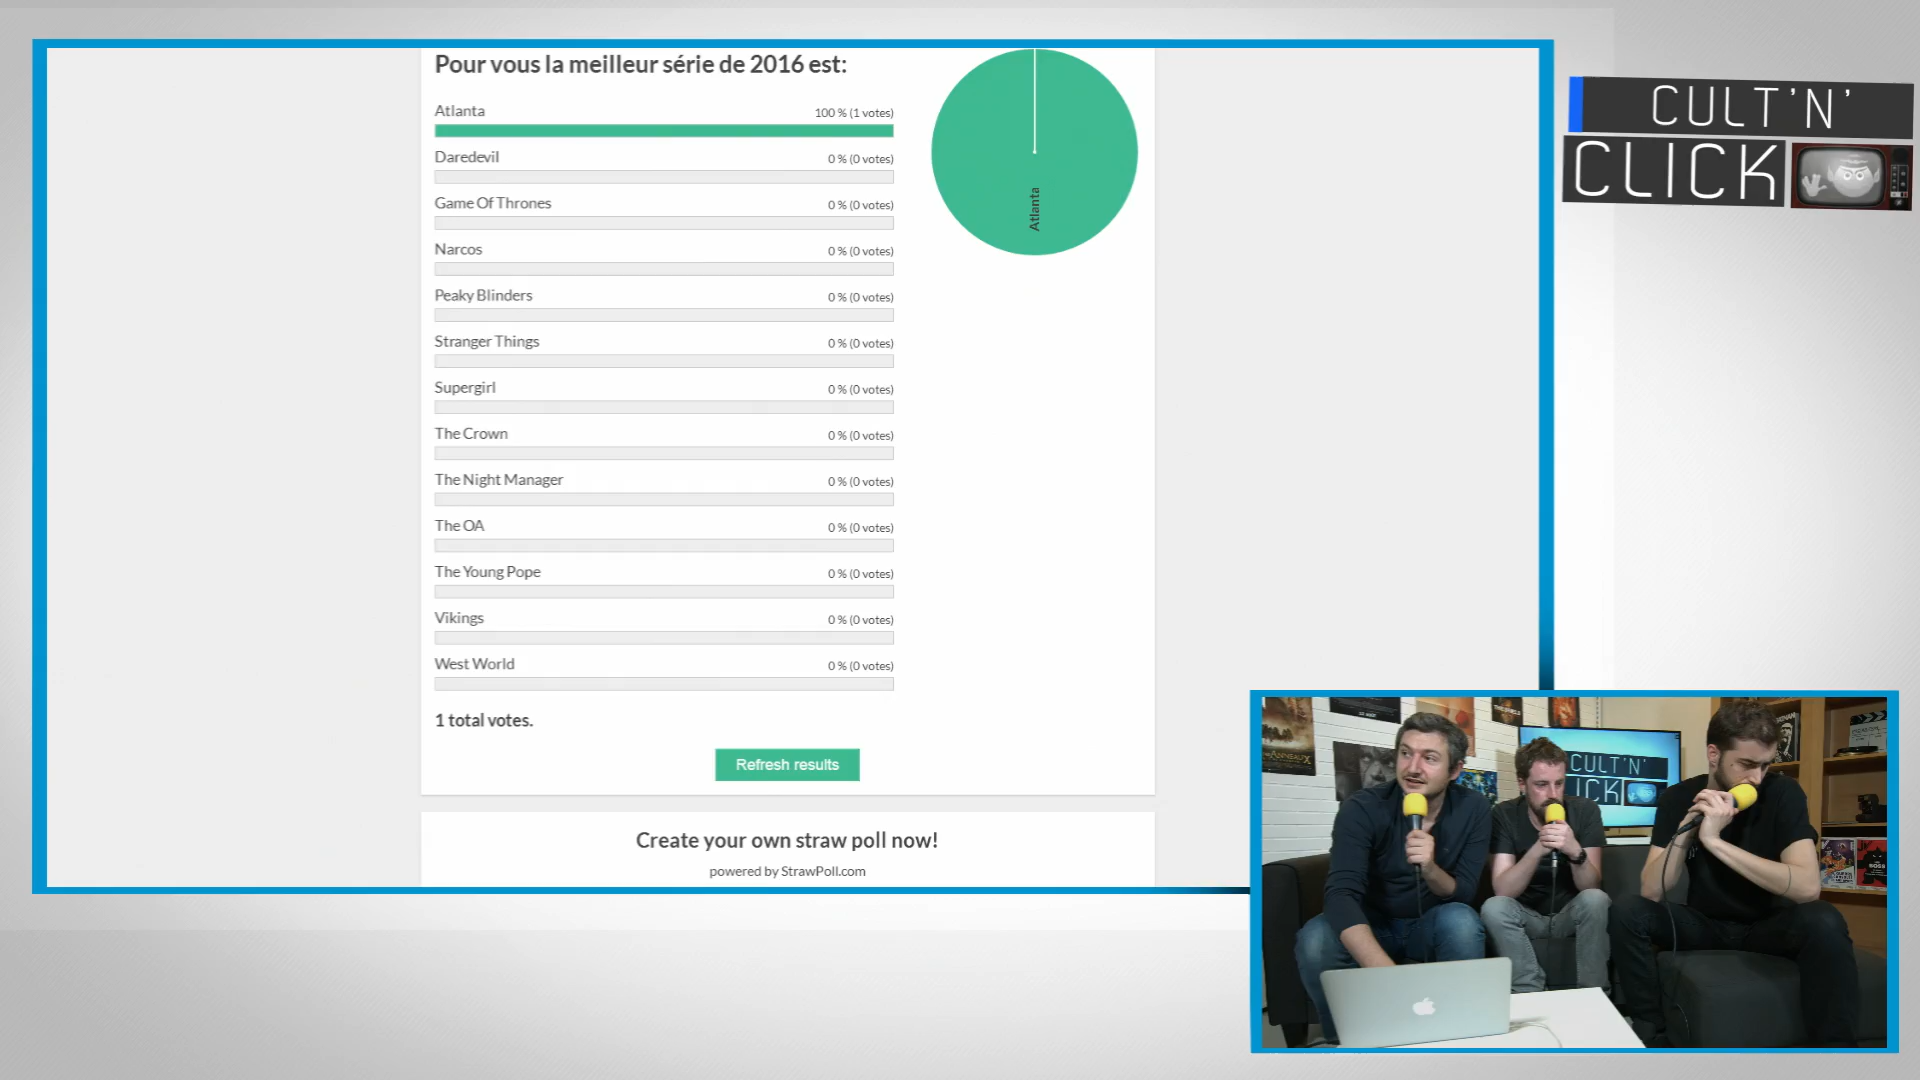 Pour vous la meilleur série de 2016 est:
Atlanta 100 % (1 votes)
Daredevil 0 % (0 votes)
Game Of Thrones 0 % (0 votes)
Narcos 0 % (0 votes)
Peaky Blinders 0 % (0 votes)
Stranger Things 0 % (0 votes)
Supergirl 0 % (0 votes)
The Crown 0 % (0 votes)
The Night Manager 0 % (0 votes)
The OA 0 % (0 votes)
The Young Pope 0 % (0 votes)
Vikings 0 % (0 votes)
West World 0 % (0 votes)
1 total votes.
Refresh results
Create your own straw poll now!
powered by StrawPoll.com
Atlanta
CULT'N'
CLICK
CULT'N'